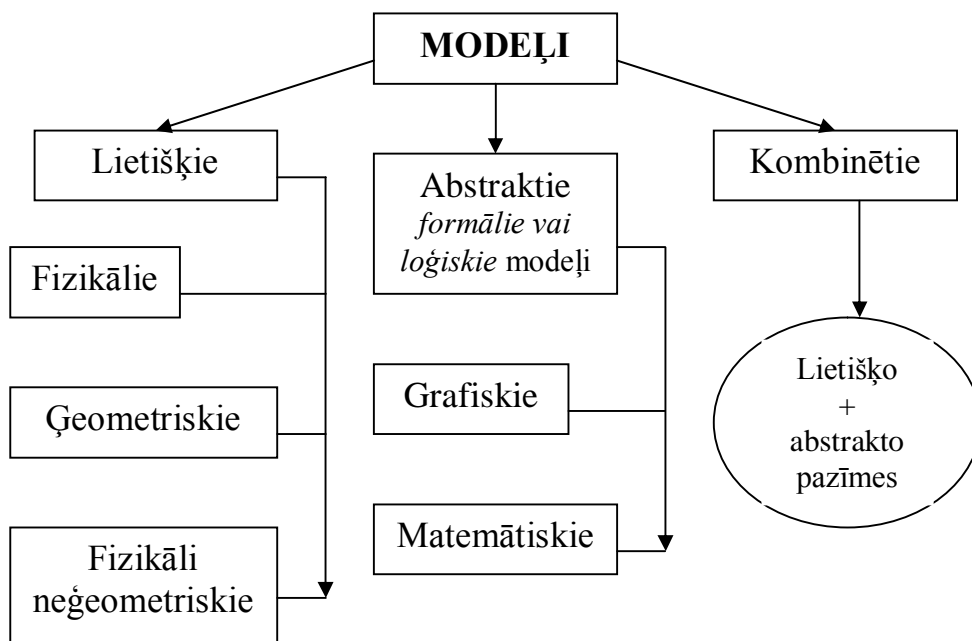 MODEĻI
Lietišķie
Fizikālie
Ģeometriskie
Fizikāli
neģeometriskie
Abstraktie
formālie vai
loģiskie modeļi
Grafiskie
Matemātiskie
Kombinētie
Lietišķo
+
abstrakto
pazīmes